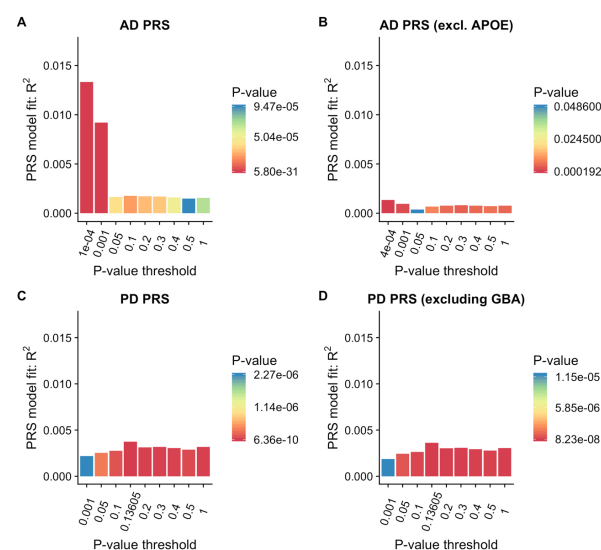 A
AD PRS
PRS model fit: R²
0.015
0.010
0.005
0.000
1e-04
0.001
0.05
0.1
0.2
0.3
0.4
0.5
1
P-value threshold
P-value
9.47e-05
5.04e-05
5.80e-31
B
AD PRS (excl. APOE)
PRS model fit: R²
0.015
0.010
0.005
0.000
4e-04
0.001
0.05
0.1
0.2
0.3
0.4
0.5
1
P-value threshold
P-value
0.048600
0.024500
0.000192
C
PD PRS
PRS model fit: R²
0.015
0.010
0.005
0.000
0.001
0.05
0.1
0.13605
0.2
0.3
0.4
0.5
1
P-value threshold
P-value
2.27e-06
1.14e-06
6.36e-10
D
PD PRS (excluding GBA)
PRS model fit: R²
0.015
0.010
0.005
0.000
0.001
0.05
0.1
0.13605
0.2
0.3
0.4
0.5
1
P-value threshold
P-value
1.15e-05
5.85e-06
8.23e-08